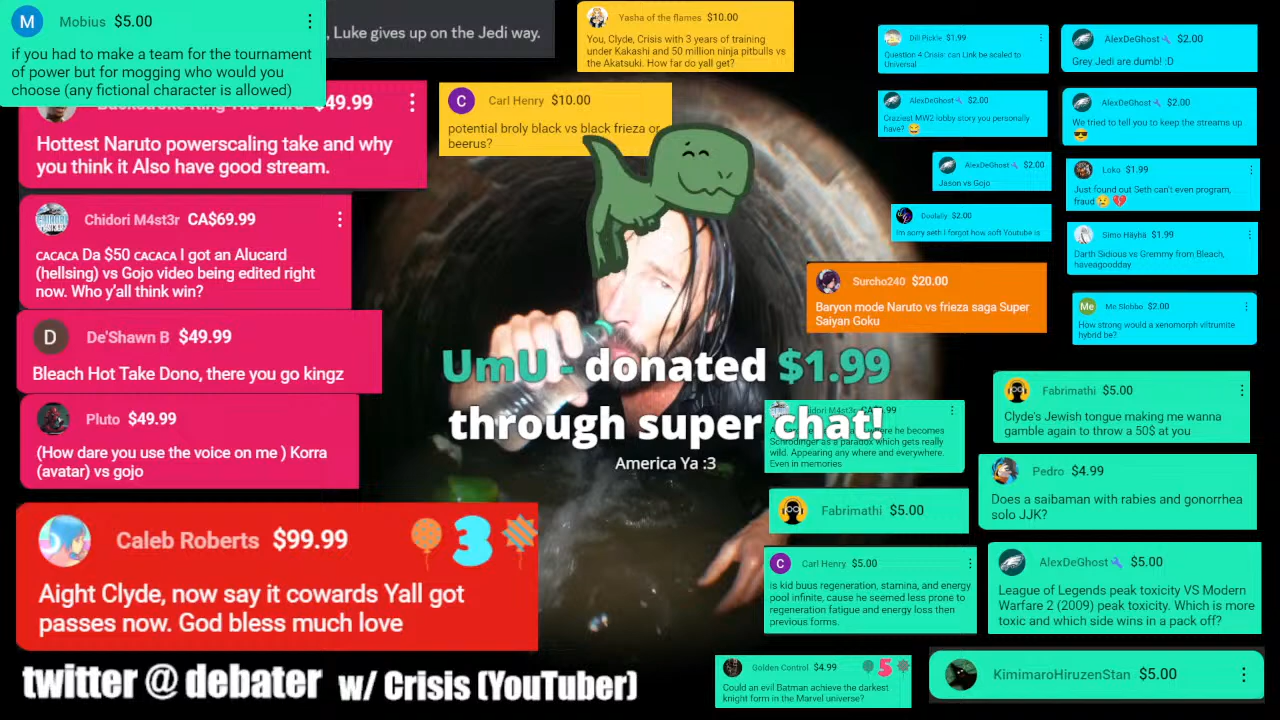 Mobius $5.00
if you had to make a team for the tournament
of power but for mogging who would you
choose (any fictional character is allowed)
, Luke gives up on the Jedi way.
$49.99
Hottest Naruto powerscaling take and why
you think it Also have good stream.
Chidori M4st3r CA$69.99
CACACA Da $50 CACACA I got an Alucard
(hellsing) vs Gojo video being edited right
now. Who y'all think win?
D De'Shawn B $49.99
Bleach Hot Take Dono, there you go kingz
Pluto $49.99
(How dare you use the voice on me ) Korra
(avatar) vs gojo
Caleb Roberts $99.99 3
Aight Clyde, now say it cowards Yall got
passes now. God bless much love
twitter @ debater w/ Crisis (YouTuber)
Yasha of the flames $10.00
You, Clyde, Crisis with 3 years of training
under Kakashi and 50 million ninja pitbulls vs
the Akatsuki. How far do yall get?
C Carl Henry $10.00
potential broly black vs black frieza or
beerus?
UmU - donated $1.99
through super chat!
America Ya :3
Surcho240 $20.00
Baryon mode Naruto vs frieza saga Super
Saiyan Goku
Dill Pickle $1.99
Question 4 Crisis: can Link be scaled to
Universal
AlexDeGhost $2.00
Craziest MW2 lobby story you personally
have?
AlexDeGhost $2.00
Jason vs Gojo
Doolally $2.00
Im sorry seth I forgot how soft Youtube is
AlexDeGhost $2.00
Grey Jedi are dumb! :D
AlexDeGhost $2.00
We tried to tell you to keep the streams up
Loko $1.99
Just found out Seth can't even program,
fraud
Simo Häyhä $1.99
Darth Sidious vs Gremmy from Bleach,
haveagoodday
Me Me Slobbo $2.00
How strong would a xenomorph viltrumite
hybrid be?
Fabrimathi $5.00
Clyde's Jewish tongue making me wanna
gamble again to throw a 50$ at you
Pedro $4.99
Does a saibaman with rabies and gonorrhea
solo JJK?
AlexDeGhost $5.00
League of Legends peak toxicity VS Modern
Warfare 2 (2009) peak toxicity. Which is more
toxic and which side wins in a pack off?
KimimaroHiruzenStan $5.00
he becomes
Schrodinger as a paradox which gets really
wild. Appearing any where and everywhere.
Even in memories
Fabrimathi $5.00
C Carl Henry $5.00
is kid buus regeneration, stamina, and energy
pool infinite, cause he seemed less prone to
regeneration fatigue and energy loss then
previous forms.
Golden Control $4.99 5
Could an evil Batman achieve the darkest
knight form in the Marvel universe?